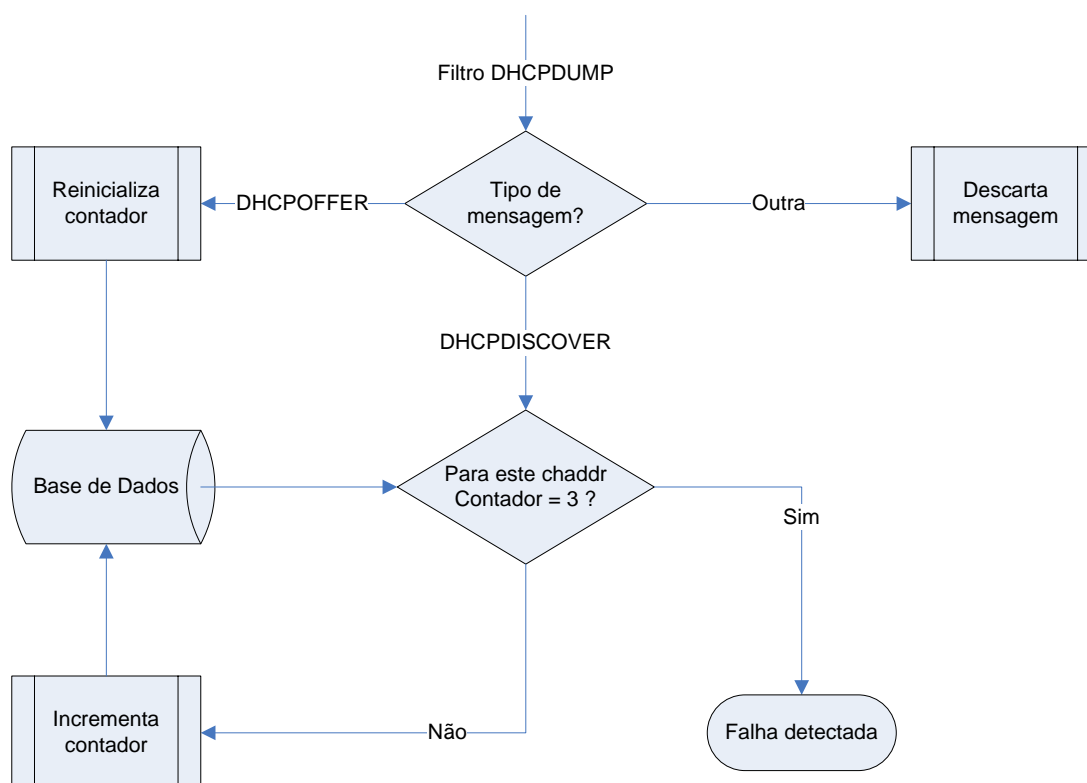 Filtro DHCPDUMP
Reinicializa
contador
DHCPOFFER
Tipo de
mensagem?
Outra
Descarta
mensagem
DHCPDISCOVER
Base de Dados
Para este chaddr
Contador = 3 ?
Sim
Incrementa
contador
Não
Falha detectada